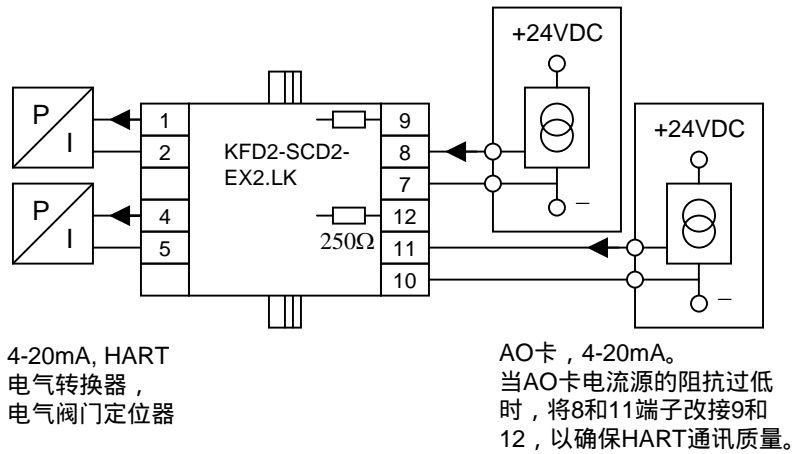 +24VDC
P
I
1
2
4
5
KFD2-SCD2-
EX2.LK
250Ω
9
8
7
12
11
10
−
+24VDC
−
P
I
4-20mA, HART
电气转换器，
电气阀门定位器
AO卡，4-20mA。
当AO卡电流源的阻抗过低
时，将8和11端子改接9和
12，以确保HART通讯质量。